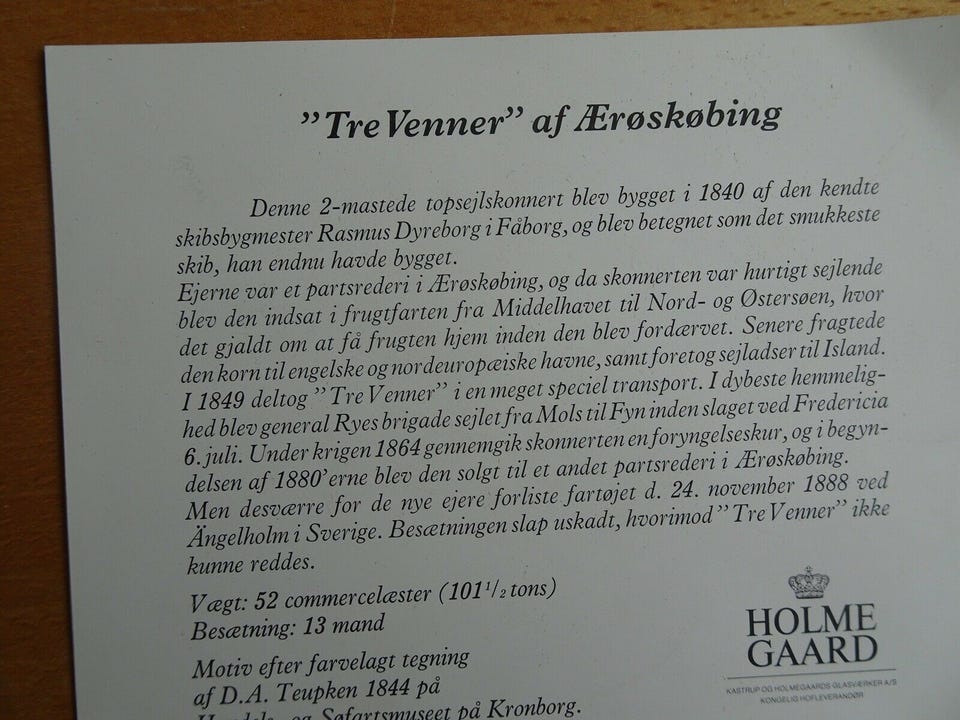 ”Tre Venner” af Ærøskøbing
Denne 2-mastede topsejlskonnert blev bygget i 1840 af den kendte
skibsbygmester Rasmus Dyreborg i Fåborg, og blev betegnet som det smukkeste
skib, han endnu havde bygget.
Ejerne var et partsrederi i Ærøskøbing, og da skonnerten var hurtigt sejlende
blev den indsat i frugtfarten fra Middelhavet til Nord- og Østersøen, hvor
det gjaldt om at få frugten hjem inden den blev fordærvet. Senere fragtede
den korn til engelske og nordeuropæiske havne, samt foretog sejladser til Island.
I 1849 deltog ”Tre Venner” i en meget speciel transport. I dybeste hemmelig-
hed blev general Ryes brigade sejlet fra Mols til Fyn inden slaget ved Fredericia
6. juli. Under krigen 1864 gennemgik skonnerten en foryngelseskur, og i begyn-
delsen af 1880’erne blev den solgt til et andet partsrederi i Ærøskøbing.
Men desværre for de nye ejere forliste fartøjet d. 24. november 1888 ved
Ängelholm i Sverige. Besætningen slap uskadt, hvorimod ”Tre Venner” ikke
kunne reddes.
Vægt: 52 commercelæster (101 1/2 tons)
Besætning: 13 mand
Motiv efter farvelagt tegning
af D.A. Teupken 1844 på
Handels- og Søfartsmuseet på Kronborg.
HOLME
GAARD
KASTRUP OG HOLMEGAARDS GLASVÆRKER A/S
KONGELIG HOFLEVERANDØR